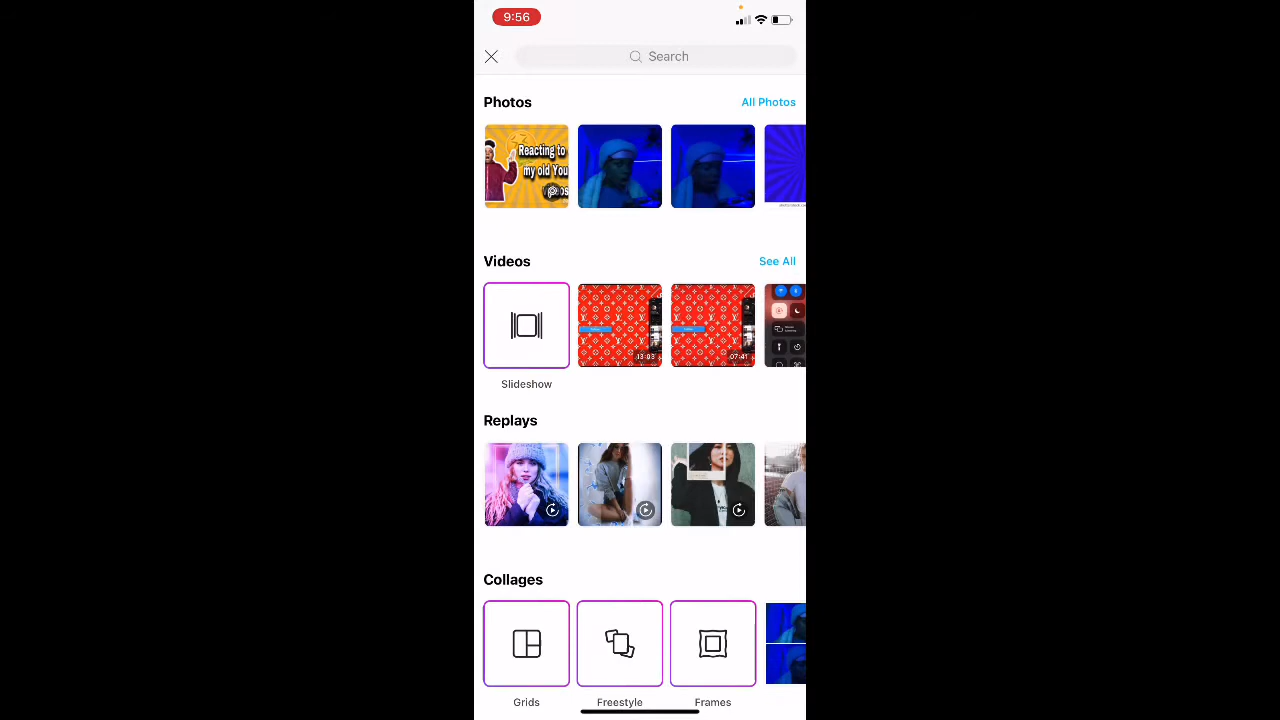 9:56
Search
Photos
All Photos
Reacting to
my old You
Videos
See All
13:03
07:41
Slideshow
Replays
Collages
Grids
Freestyle
Frames